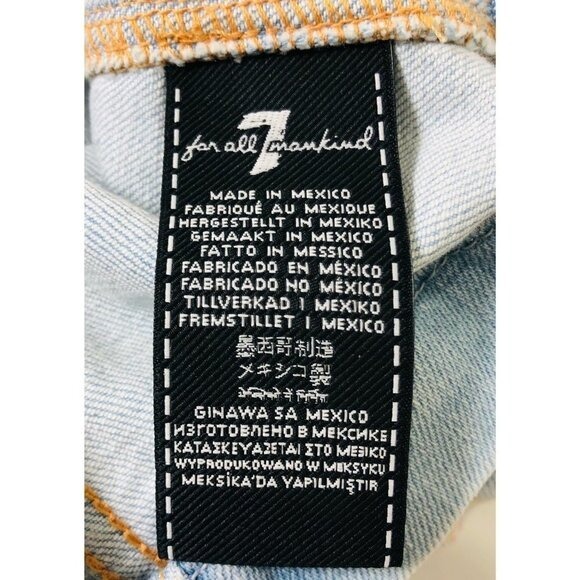 7
for all mankind
MADE IN MEXICO
FABRIQUÉ AU MEXIQUE
HERGESTELLT IN MEXIKO
GEMAAKT IN MEXICO
FATTO IN MESSICO
FABRICADO EN MÉXICO
FABRICADO NO MÉXICO
TILLVERKAD I MEXIKO
FREMSTILLET I MEXICO
墨西哥制造
メキシコ製
GINAWA SA MEXICO
ИЗГОТОВЛЕНО В МЕКСИКЕ
ΚΑΤΑΣΚΕΥΑΖΕΤΑΙ ΣΤΟ ΜΕΞΙΚΟ
WYPRODUKOWANO W MEKSYKU
MEKSİKA'DA YAPILMIŞTIR